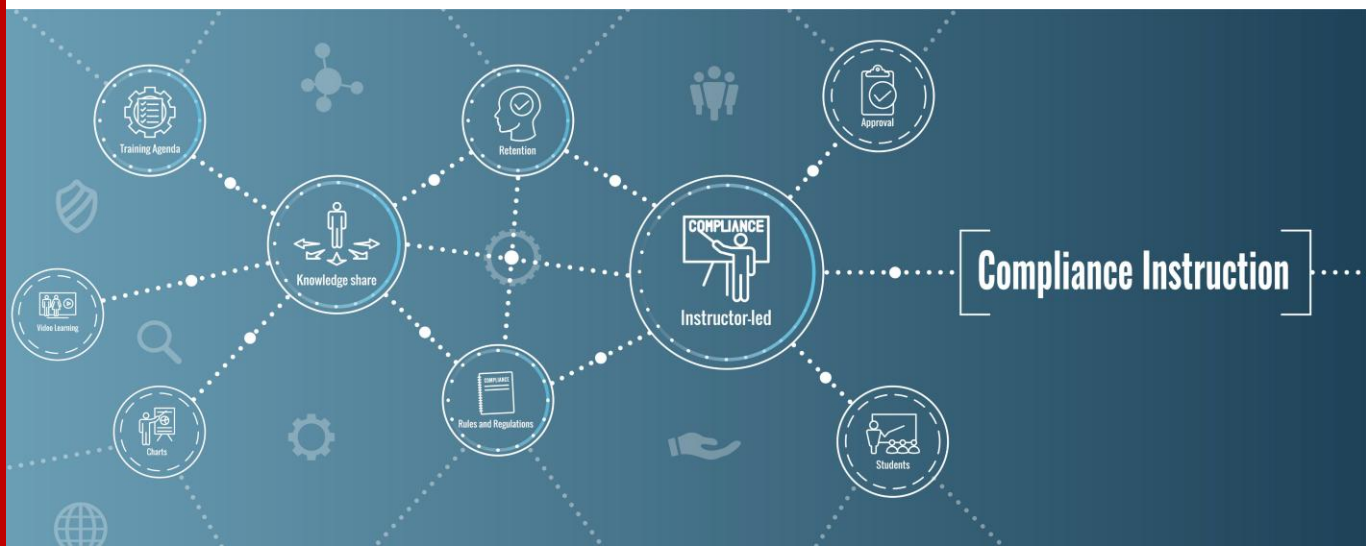 Training Agenda
Retention
Approval
Knowledge share
COMPLIANCE
Instructor-led
Compliance Instruction
Video Learning
Charts
COMPLIANCE
Rules and Regulations
Students